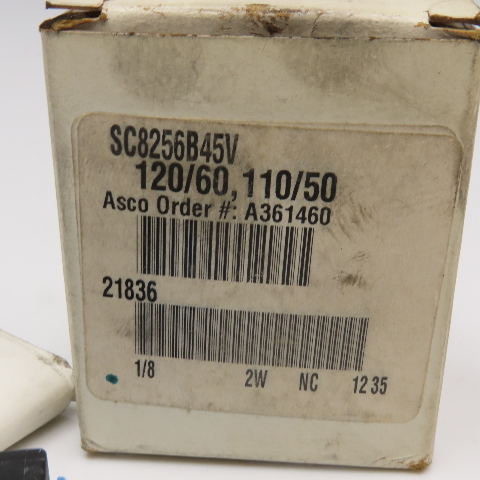 SC8256B45V
120/60, 110/50
Asco Order #: A361460
21836
1/8 2W NC 12 35